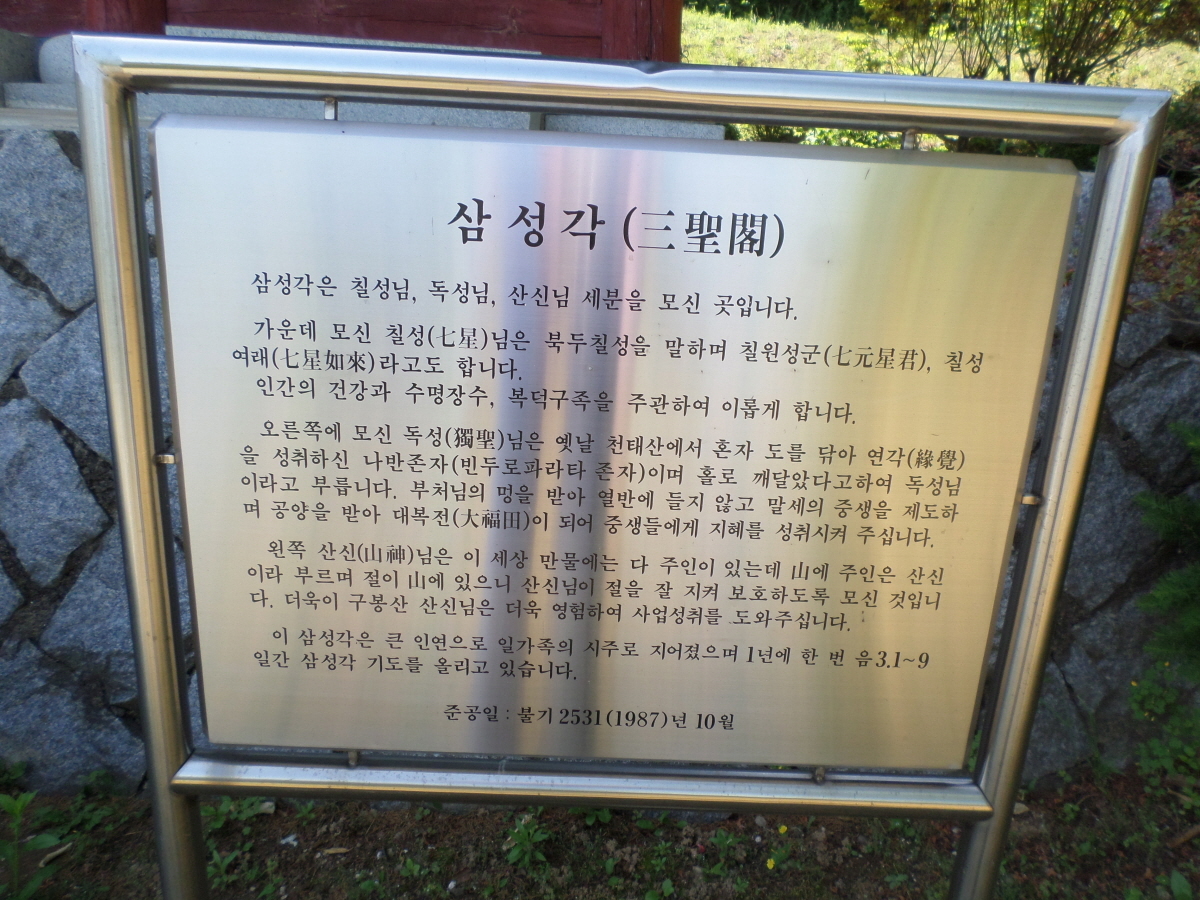 삼성각(三聖閣)
삼성각은 칠성님, 독성님, 산신님 세분을 모신 곳입니다.
가운데 모신 칠성(七星)님은 북두칠성을 말하며 칠원성군(七元星君), 칠성
여래(七星如來)라고도 합니다.
인간의 건강과 수명장수, 복덕구족을 주관하여 이롭게 합니다.
오른쪽에 모신 독성(獨聖)님은 옛날 천태산에서 혼자 도를 닦아 연각(緣覺)
을 성취하신 나반존자(빈두로파라타 존자)이며 홀로 깨달았다고하여 독성님
이라고 부릅니다. 부처님의 명을 받아 열반에 들지 않고 말세의 중생을 제도하
며 공양을 받아 대복전(大福田)이 되어 중생들에게 지혜를 성취시켜 주십니다.
왼쪽 산신(山神)님은 이 세상 만물에는 다 주인이 있는데 山에 주인은 산신
이라 부르며 절이 山에 있으니 산신님이 절을 잘 지켜 보호하도록 모신 것입니
다. 더욱이 구봉산 산신님은 더욱 영험하여 사업성취를 도와주십니다.
이 삼성각은 큰 인연으로 일가족의 시주로 지어졌으며 1년에 한 번 음3.1~9
일간 삼성각 기도를 올리고 있습니다.
준공일 : 불기 2531(1987)년 10월